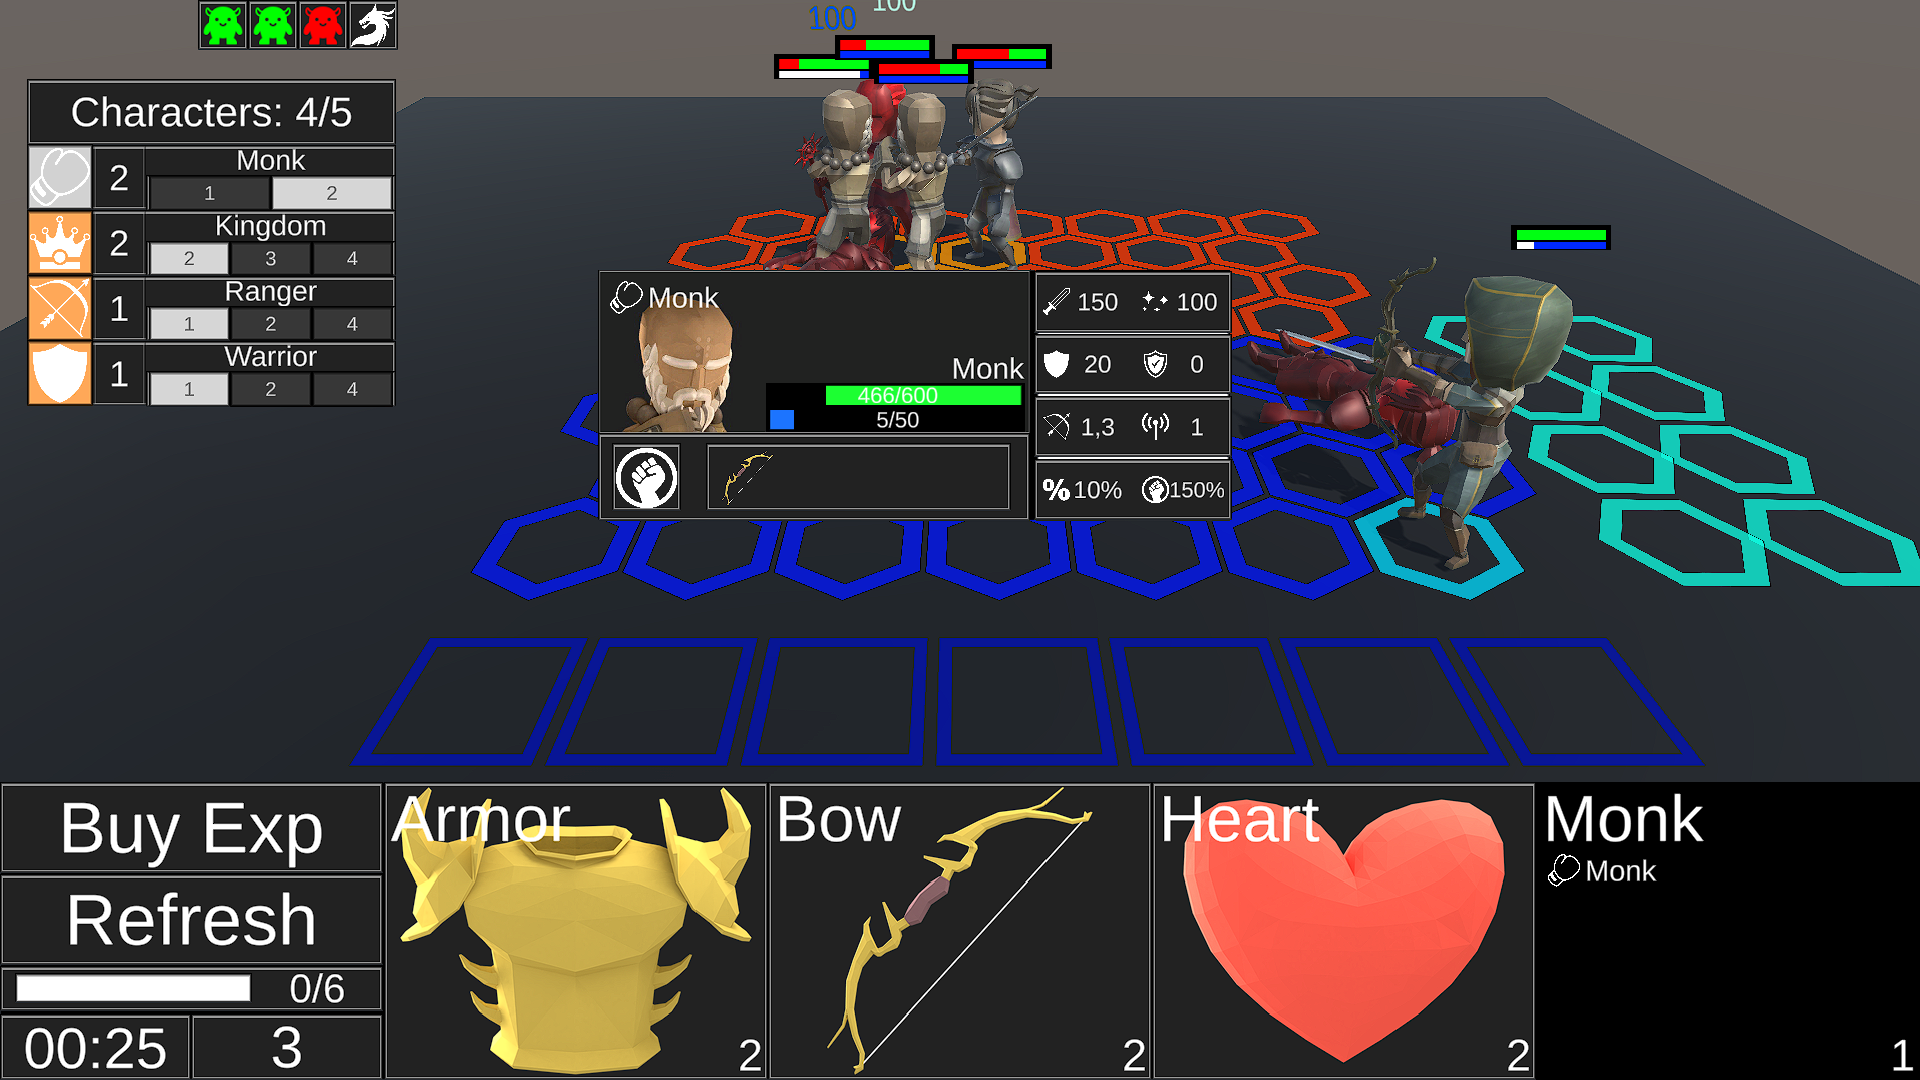 100
100
Characters: 4/5
2
Monk
1 2
2
Kingdom
2 3 4
1
Ranger
1 2 4
1
Warrior
1 2 4
Monk
Monk
466/600
5/50
150 100
20 0
1,3 1
%10% 150%
Buy Exp
Refresh
0/6
00:25 3
Armor
2
Bow
2
Heart
2
Monk
Monk
1